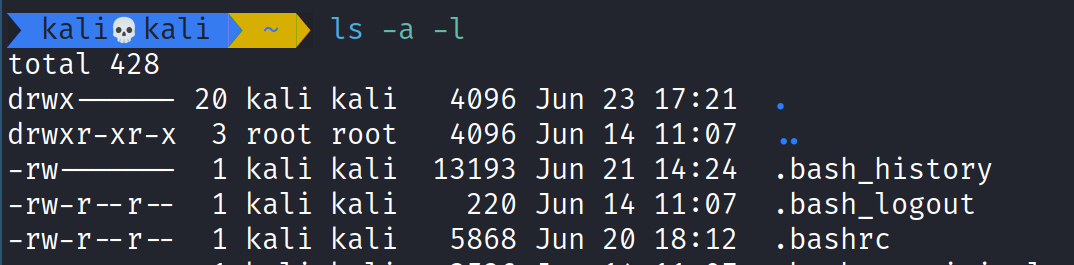 kali💀kali ~ ls -a -l
total 428
drwx------ 20 kali kali 4096 Jun 23 17:21 .
drwxr-xr-x 3 root root 4096 Jun 14 11:07 ..
-rw------- 1 kali kali 13193 Jun 21 14:24 .bash_history
-rw-r--r-- 1 kali kali 220 Jun 14 11:07 .bash_logout
-rw-r--r-- 1 kali kali 5868 Jun 20 18:12 .bashrc